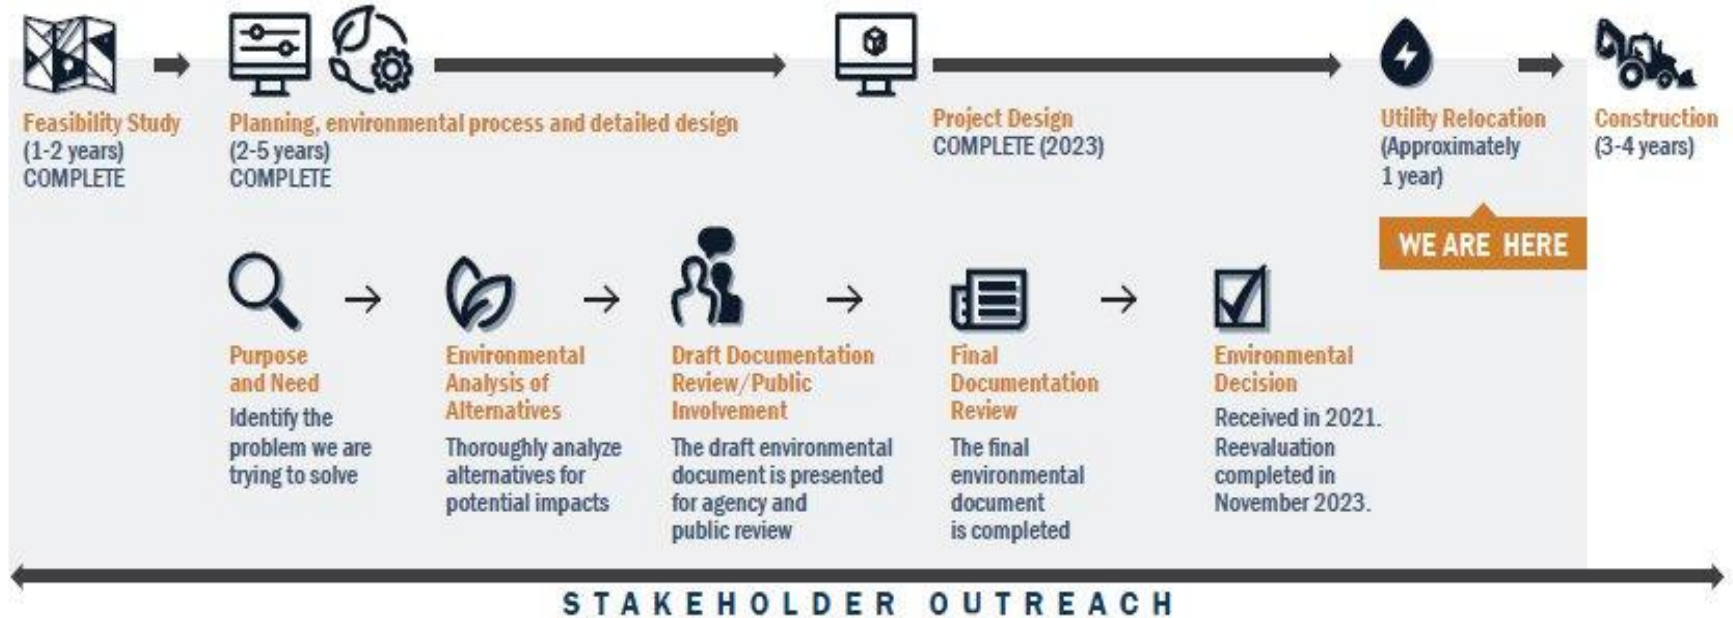 Feasibility Study
(1-2 years)
COMPLETE
Planning, environmental process and detailed design
(2-5 years)
COMPLETE
Project Design
COMPLETE (2023)
Utility Relocation
(Approximately
1 year)
Construction
(3-4 years)
WE ARE HERE
Purpose
and Need
Identify the
problem we are
trying to solve
Environmental
Analysis of
Alternatives
Thoroughly analyze
alternatives for
potential impacts
Draft Documentation
Review/Public
Involvement
The draft environmental
document is presented
for agency and
public review
Final
Documentation
Review
The final
environmental
document
is completed
Environmental
Decision
Received in 2021.
Reevaluation
completed in
November 2023.
STAKEHOLDER OUTREACH